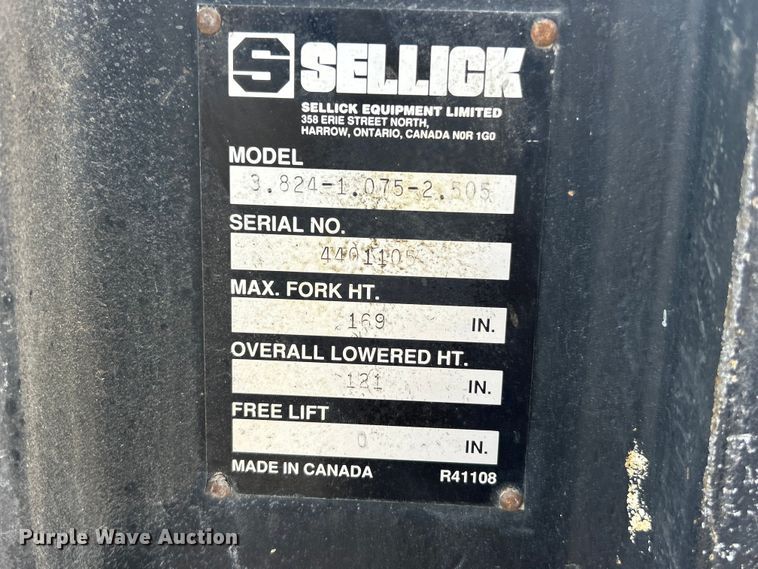 S SELLICK
SELLICK EQUIPMENT LIMITED
358 ERIE STREET NORTH,
HARROW, ONTARIO, CANADA N0R 1G0
MODEL
3.824-1.075-2.505
SERIAL NO.
4401105
MAX. FORK HT.
169 IN.
OVERALL LOWERED HT.
121 IN.
FREE LIFT
0 IN.
MADE IN CANADA R41108
Purple Wave Auction